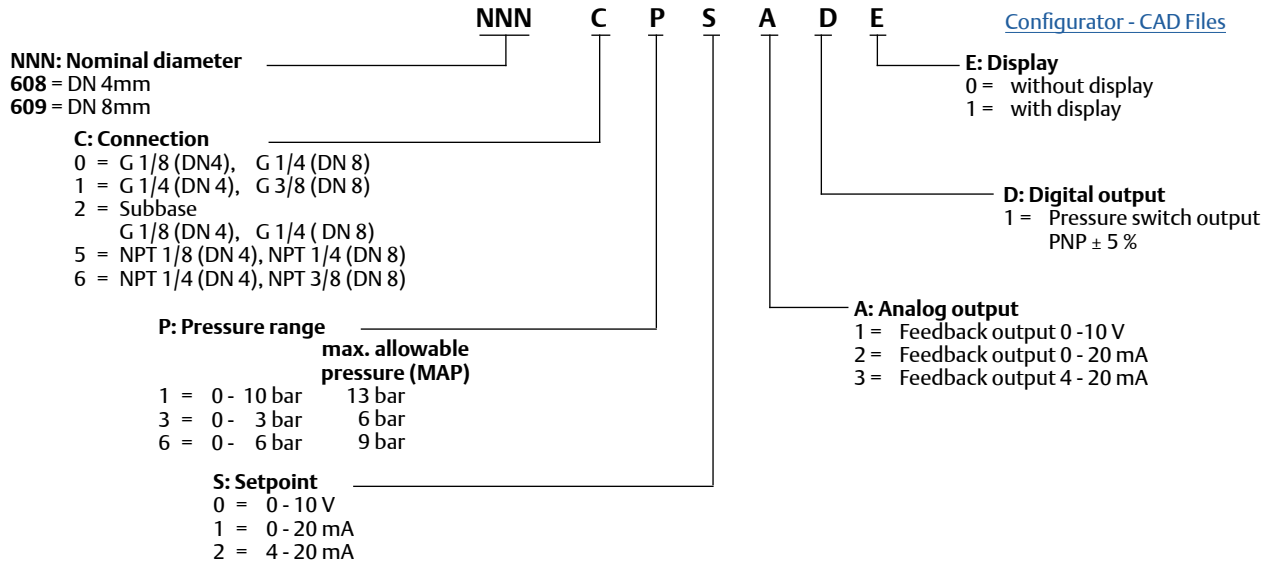 NNN C P S A D E
Configurator - CAD Files
NNN: Nominal diameter
608 = DN 4mm
609 = DN 8mm
C: Connection
0 = G 1/8 (DN4), G 1/4 (DN 8)
1 = G 1/4 (DN 4), G 3/8 (DN 8)
2 = Subbase
G 1/8 (DN 4), G 1/4 ( DN 8)
5 = NPT 1/8 (DN 4), NPT 1/4 (DN 8)
6 = NPT 1/4 (DN 4), NPT 3/8 (DN 8)
P: Pressure range
max. allowable
pressure (MAP)
1 = 0 - 10 bar 13 bar
3 = 0 - 3 bar 6 bar
6 = 0 - 6 bar 9 bar
S: Setpoint
0 = 0 - 10 V
1 = 0 - 20 mA
2 = 4 - 20 mA
E: Display
0 = without display
1 = with display
D: Digital output
1 = Pressure switch output
PNP ± 5 %
A: Analog output
1 = Feedback output 0 -10 V
2 = Feedback output 0 - 20 mA
3 = Feedback output 4 - 20 mA